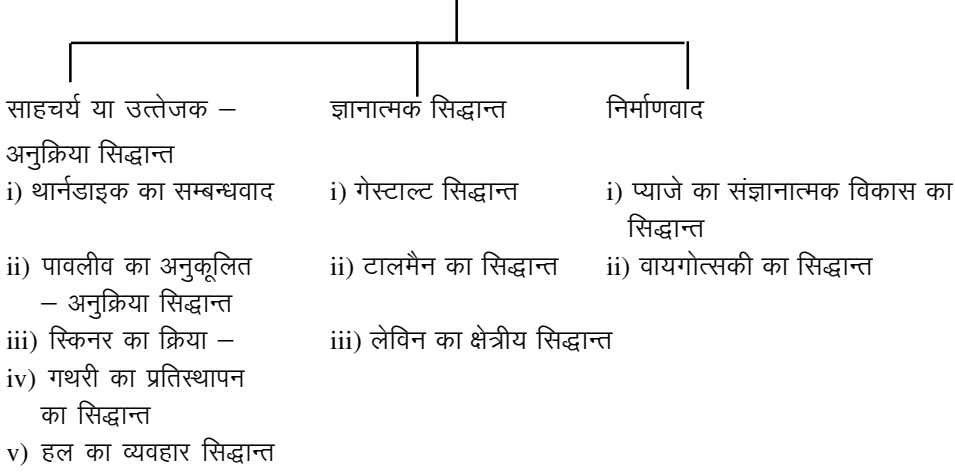 साहचर्य या उत्तेजक –
अनुक्रिया सिद्धान्त
i) थार्नडाइक का सम्बन्धवाद
ii) पावलीव का अनुकूलित
– अनुक्रिया सिद्धान्त
iii) स्किनर का क्रिया –
iv) गथरी का प्रतिस्थापन
का सिद्धान्त
v) हल का व्यवहार सिद्धान्त
ज्ञानात्मक सिद्धान्त
i) गेस्टाल्ट सिद्धान्त
ii) टालमैन का सिद्धान्त
iii) लेविन का क्षेत्रीय सिद्धान्त
निर्माणवाद
i) प्याजे का संज्ञानात्मक विकास का
सिद्धान्त
ii) वायगोत्सकी का सिद्धान्त